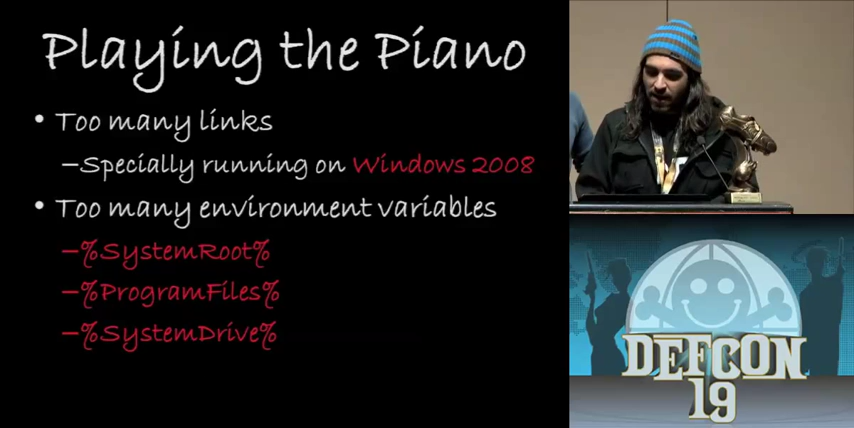 Playing the Piano
• Too many links
–Specially running on Windows 2008
• Too many environment variables
–%SystemRoot%
–%ProgramFiles%
–%SystemDrive%
DEFCON
19